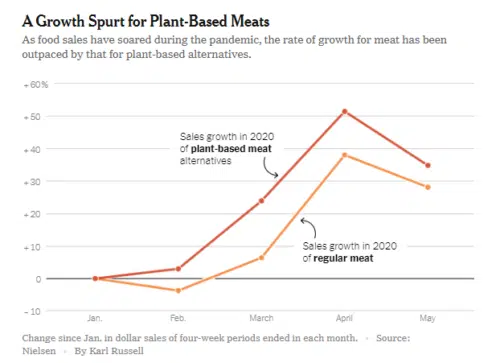 A Growth Spurt for Plant-Based Meats
As food sales have soared during the pandemic, the rate of growth for meat has been
outpaced by that for plant-based alternatives.
+60%
+50
+40
+30
+20
+10
0
-10
Sales growth in 2020
of plant-based meat
alternatives
Sales growth in 2020
of regular meat
Jan. Feb. March April May
Change since Jan. in dollar sales of four-week periods ended in each month. · Source:
Nielsen · By Karl Russell